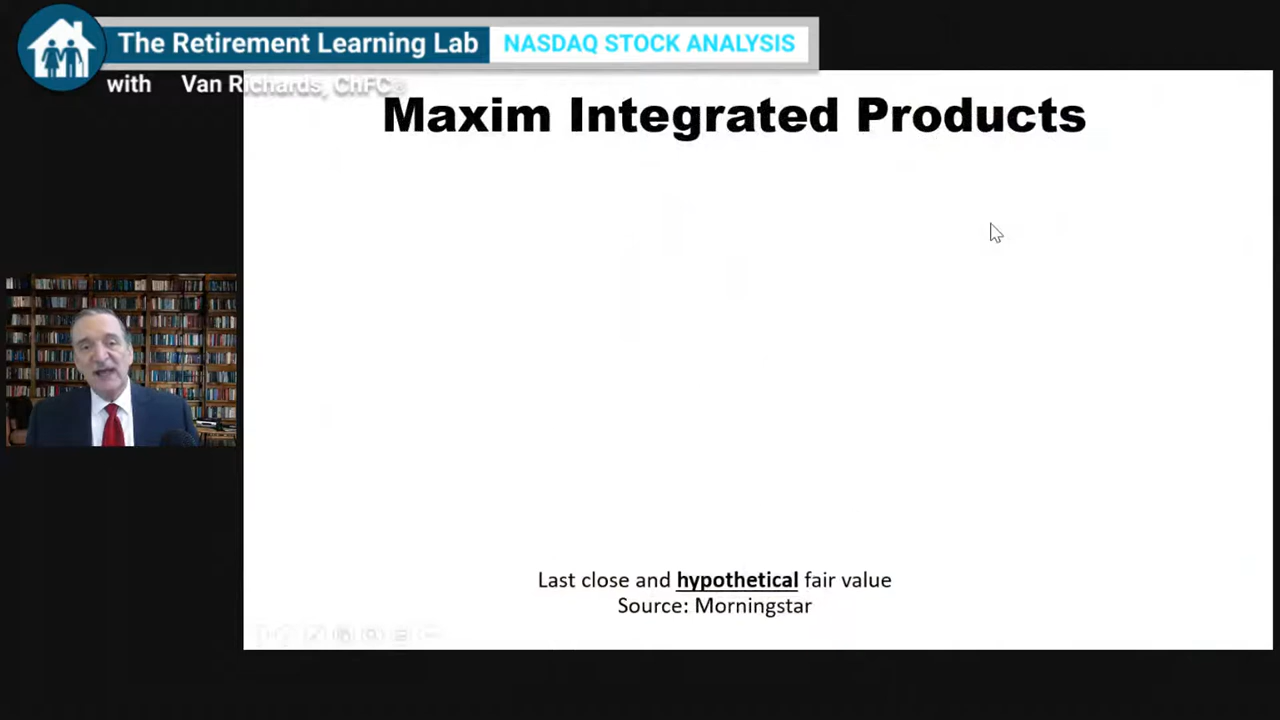 The Retirement Learning Lab
NASDAQ STOCK ANALYSIS
with Van Richards, ChFC®
Maxim Integrated Products
Last close and hypothetical fair value
Source: Morningstar